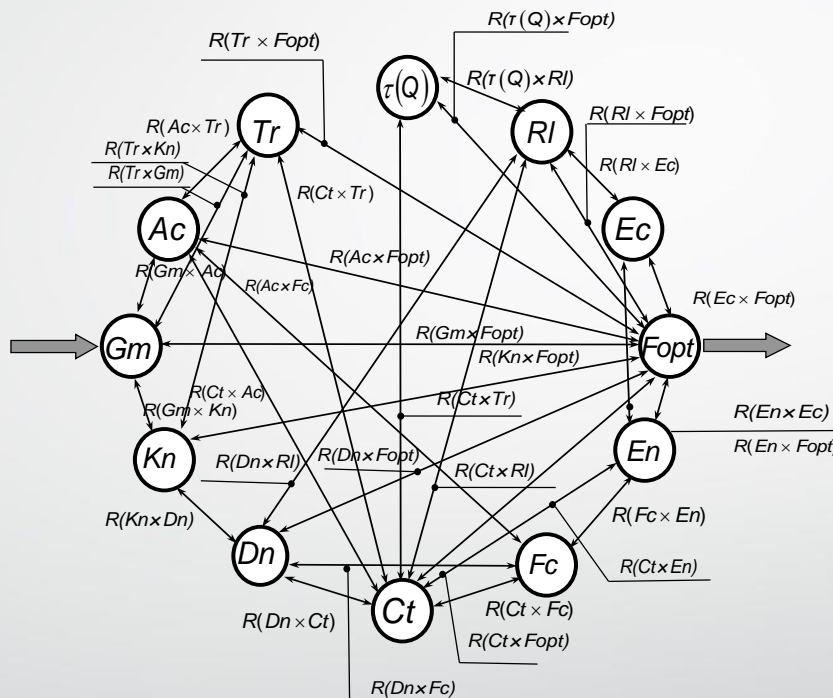 R(Tr × Fopt)
R(τ(Q)×Fopt)
τ(Q)
R(τ(Q)×Rl)
Tr
Rl
R(Rl × Fopt)
R(Ac×Tr)
R(Tr×Kn)
R(Tr×Gm)
R(Rl × Ec)
R(Ct×Tr)
Ac
Ec
R(Ac×Fopt)
R(Gm× Ac)
R(Ac×Fc)
R(Ec×Fopt)
Gm
R(Gm×Fopt)
Fopt
R(Kn×Fopt)
R(Ct× Ac)
R(Ct×Tr)
R(Gm×Kn)
R(En×Ec)
R(En×Fopt)
Kn
En
R(Dn×Rl)
R(Dn×Fopt)
R(Ct×Rl)
R(Kn×Dn)
R(Fc×En)
Dn
Fc
R(Ct×En)
Ct
R(Dn×Ct)
R(Ct × Fc)
R(Ct×Fopt)
R(Dn×Fc)